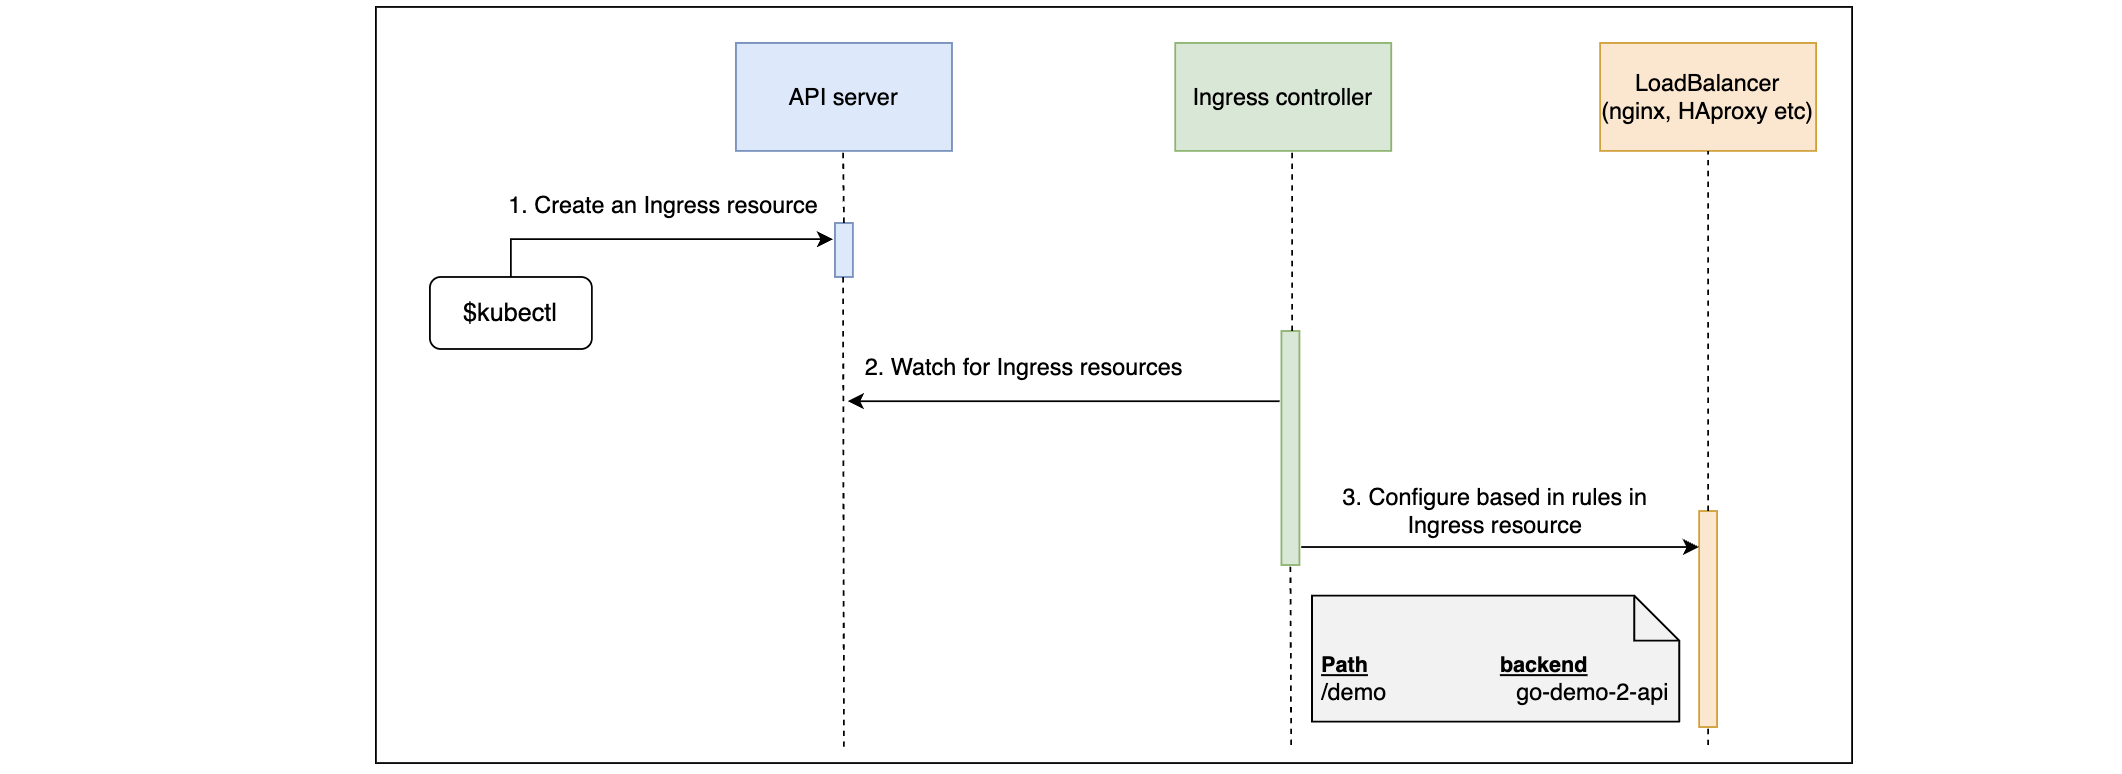 API server
Ingress controller
LoadBalancer
(nginx, HAproxy etc)
1. Create an Ingress resource
$kubectl
2. Watch for Ingress resources
3. Configure based in rules in
Ingress resource
Path backend
/demo go-demo-2-api